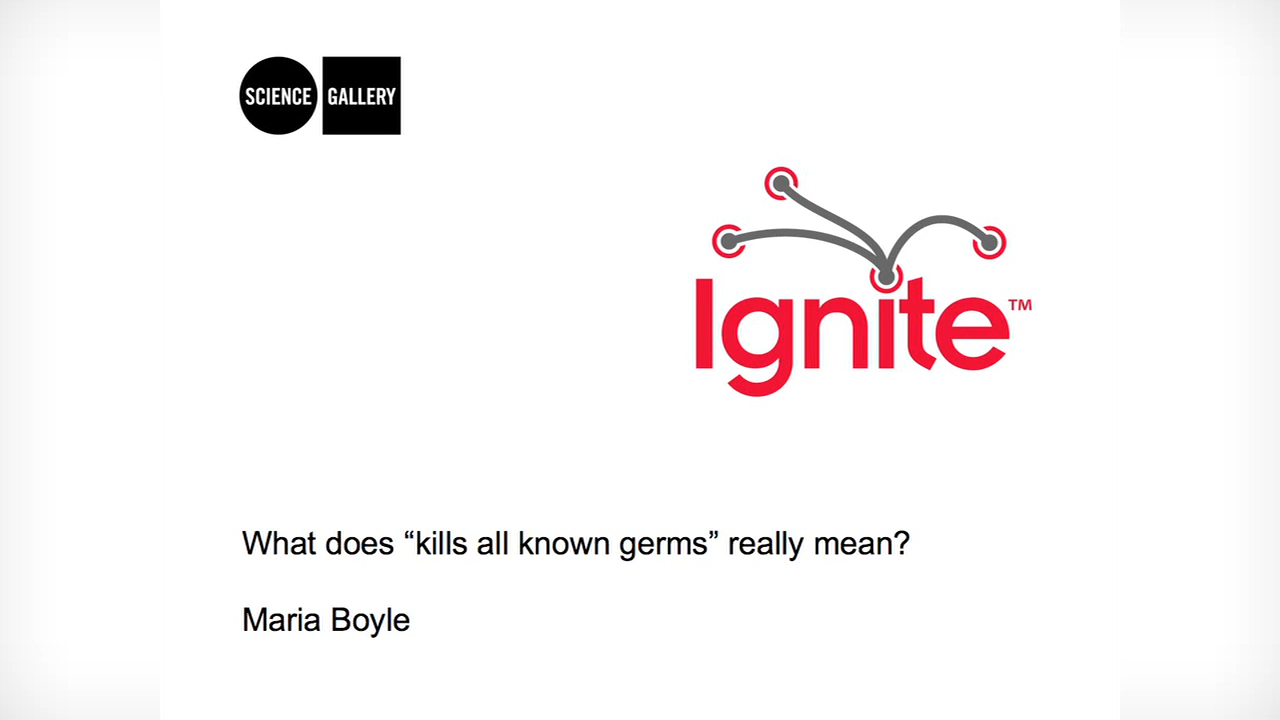 SCIENCE GALLERY
Ignite™
What does “kills all known germs” really mean?
Maria Boyle